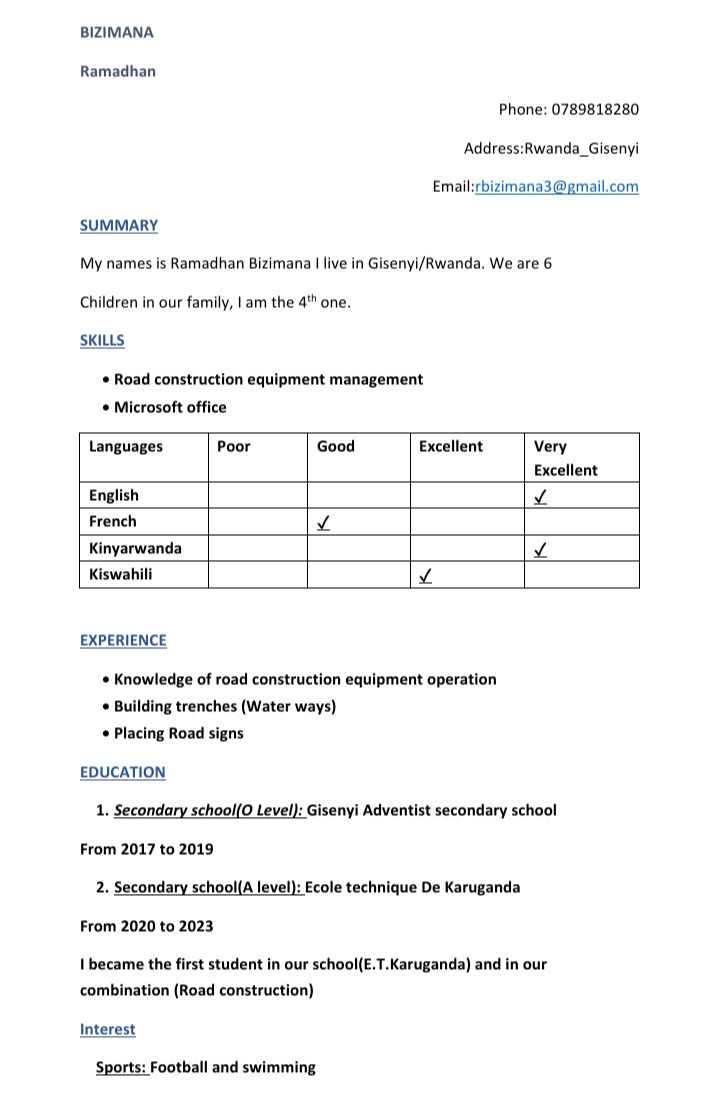 BIZIMANA
Ramadhan
Phone: 0789818280
Address:Rwanda_Gisenyi
Email:rbizimana3@gmail.com
SUMMARY
My names is Ramadhan Bizimana I live in Gisenyi/Rwanda. We are 6
Children in our family, I am the 4th one.
SKILLS
• Road construction equipment management
• Microsoft office
Languages Poor Good Excellent Very Excellent
English ✓
French ✓
Kinyarwanda ✓
Kiswahili ✓
EXPERIENCE
• Knowledge of road construction equipment operation
• Building trenches (Water ways)
• Placing Road signs
EDUCATION
1. Secondary school(O Level): Gisenyi Adventist secondary school
From 2017 to 2019
2. Secondary school(A level): Ecole technique De Karuganda
From 2020 to 2023
I became the first student in our school(E.T.Karuganda) and in our
combination (Road construction)
Interest
Sports: Football and swimming